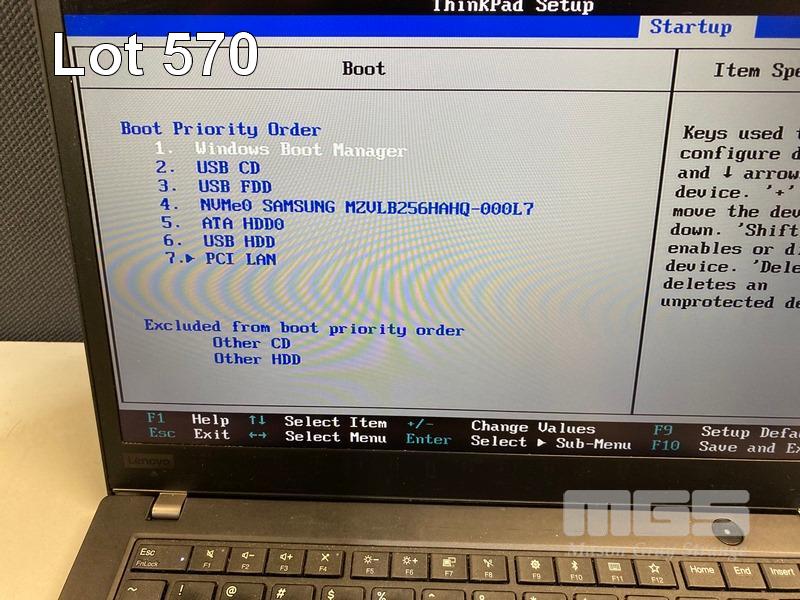 ThinkPad Setup
Startup
Lot 570
Boot
Item Spe
Boot Priority Order
1. Windows Boot Manager
2. USB CD
3. USB FDD
4. NVMe0 SAMSUNG MZVLB256HAHQ-000L7
5. ATA HDD0
6. USB HDD
7.▶ PCI LAN
Excluded from boot priority order
Other CD
Other HDD
Keys used t
configure d
and ↓ arrow
device. '+'
move the dev
down. 'Shift
enables or di
device. 'Dele
deletes an
unprotected de
F1 Help ↑↓ Select Item +/- Change Values F9 Setup Defa
Esc Exit ←→ Select Menu Enter Select ▶ Sub-Menu F10 Save and Ex
Lenovo
MGS
Mason Gray Strange
Esc F1 F2 F3 F4 F5 F6 F7 F8 F9 F10 F11 F12 Home End Insert
FnLock
~ ! @ # $ % ^ & * (